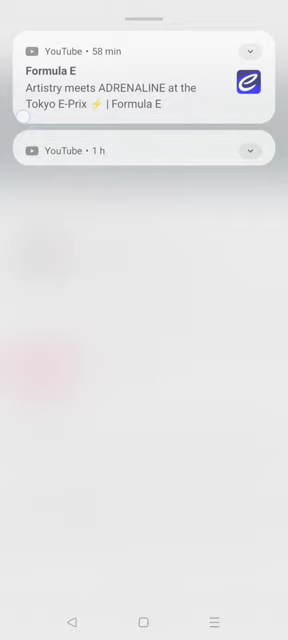 YouTube • 58 min
Formula E
Artistry meets ADRENALINE at the
Tokyo E-Prix ⚡ | Formula E
YouTube • 1 h